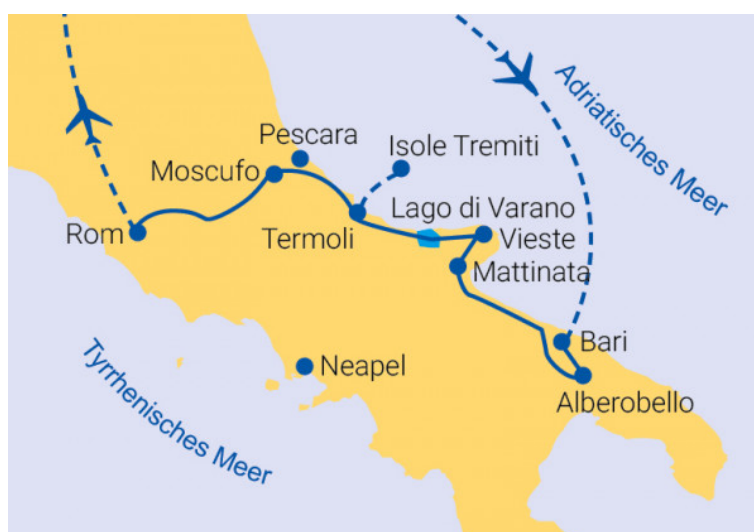 Adriatisches Meer
Pescara
Isole Tremiti
Moscufo
Lago di Varano
Rom
Termoli
Vieste
Mattinata
Bari
Neapel
Alberobello
Tyrrhenisches Meer